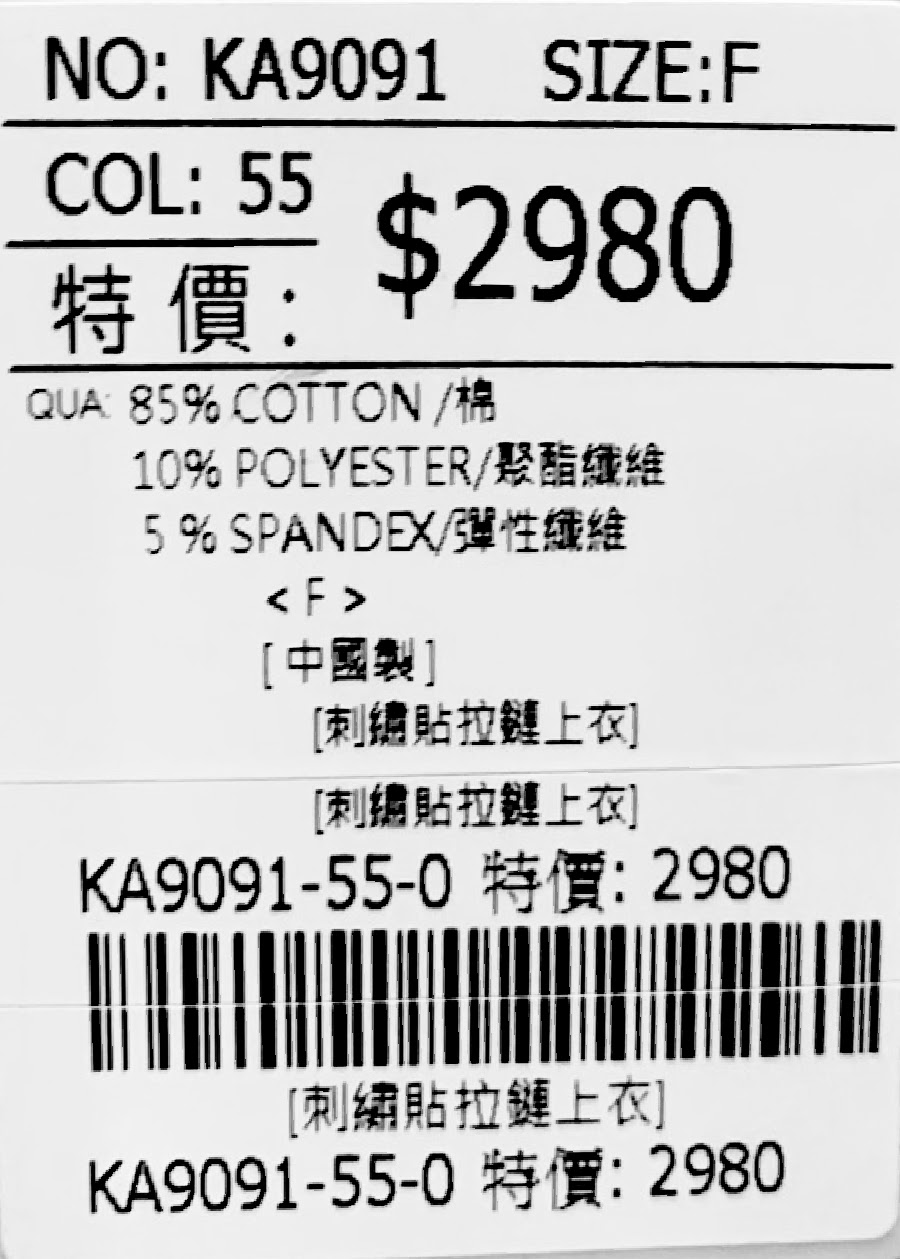 NO: KA9091 SIZE:F
COL: 55
$2980
特價:
QUA: 85% COTTON /棉
10% POLYESTER/聚酯纖維
5 % SPANDEX/彈性纖維
< F >
[中國製]
[刺繡貼拉鏈上衣]
[刺繡貼拉鏈上衣]
KA9091-55-0 特價: 2980
[刺繡貼拉鏈上衣]
KA9091-55-0 特價: 2980